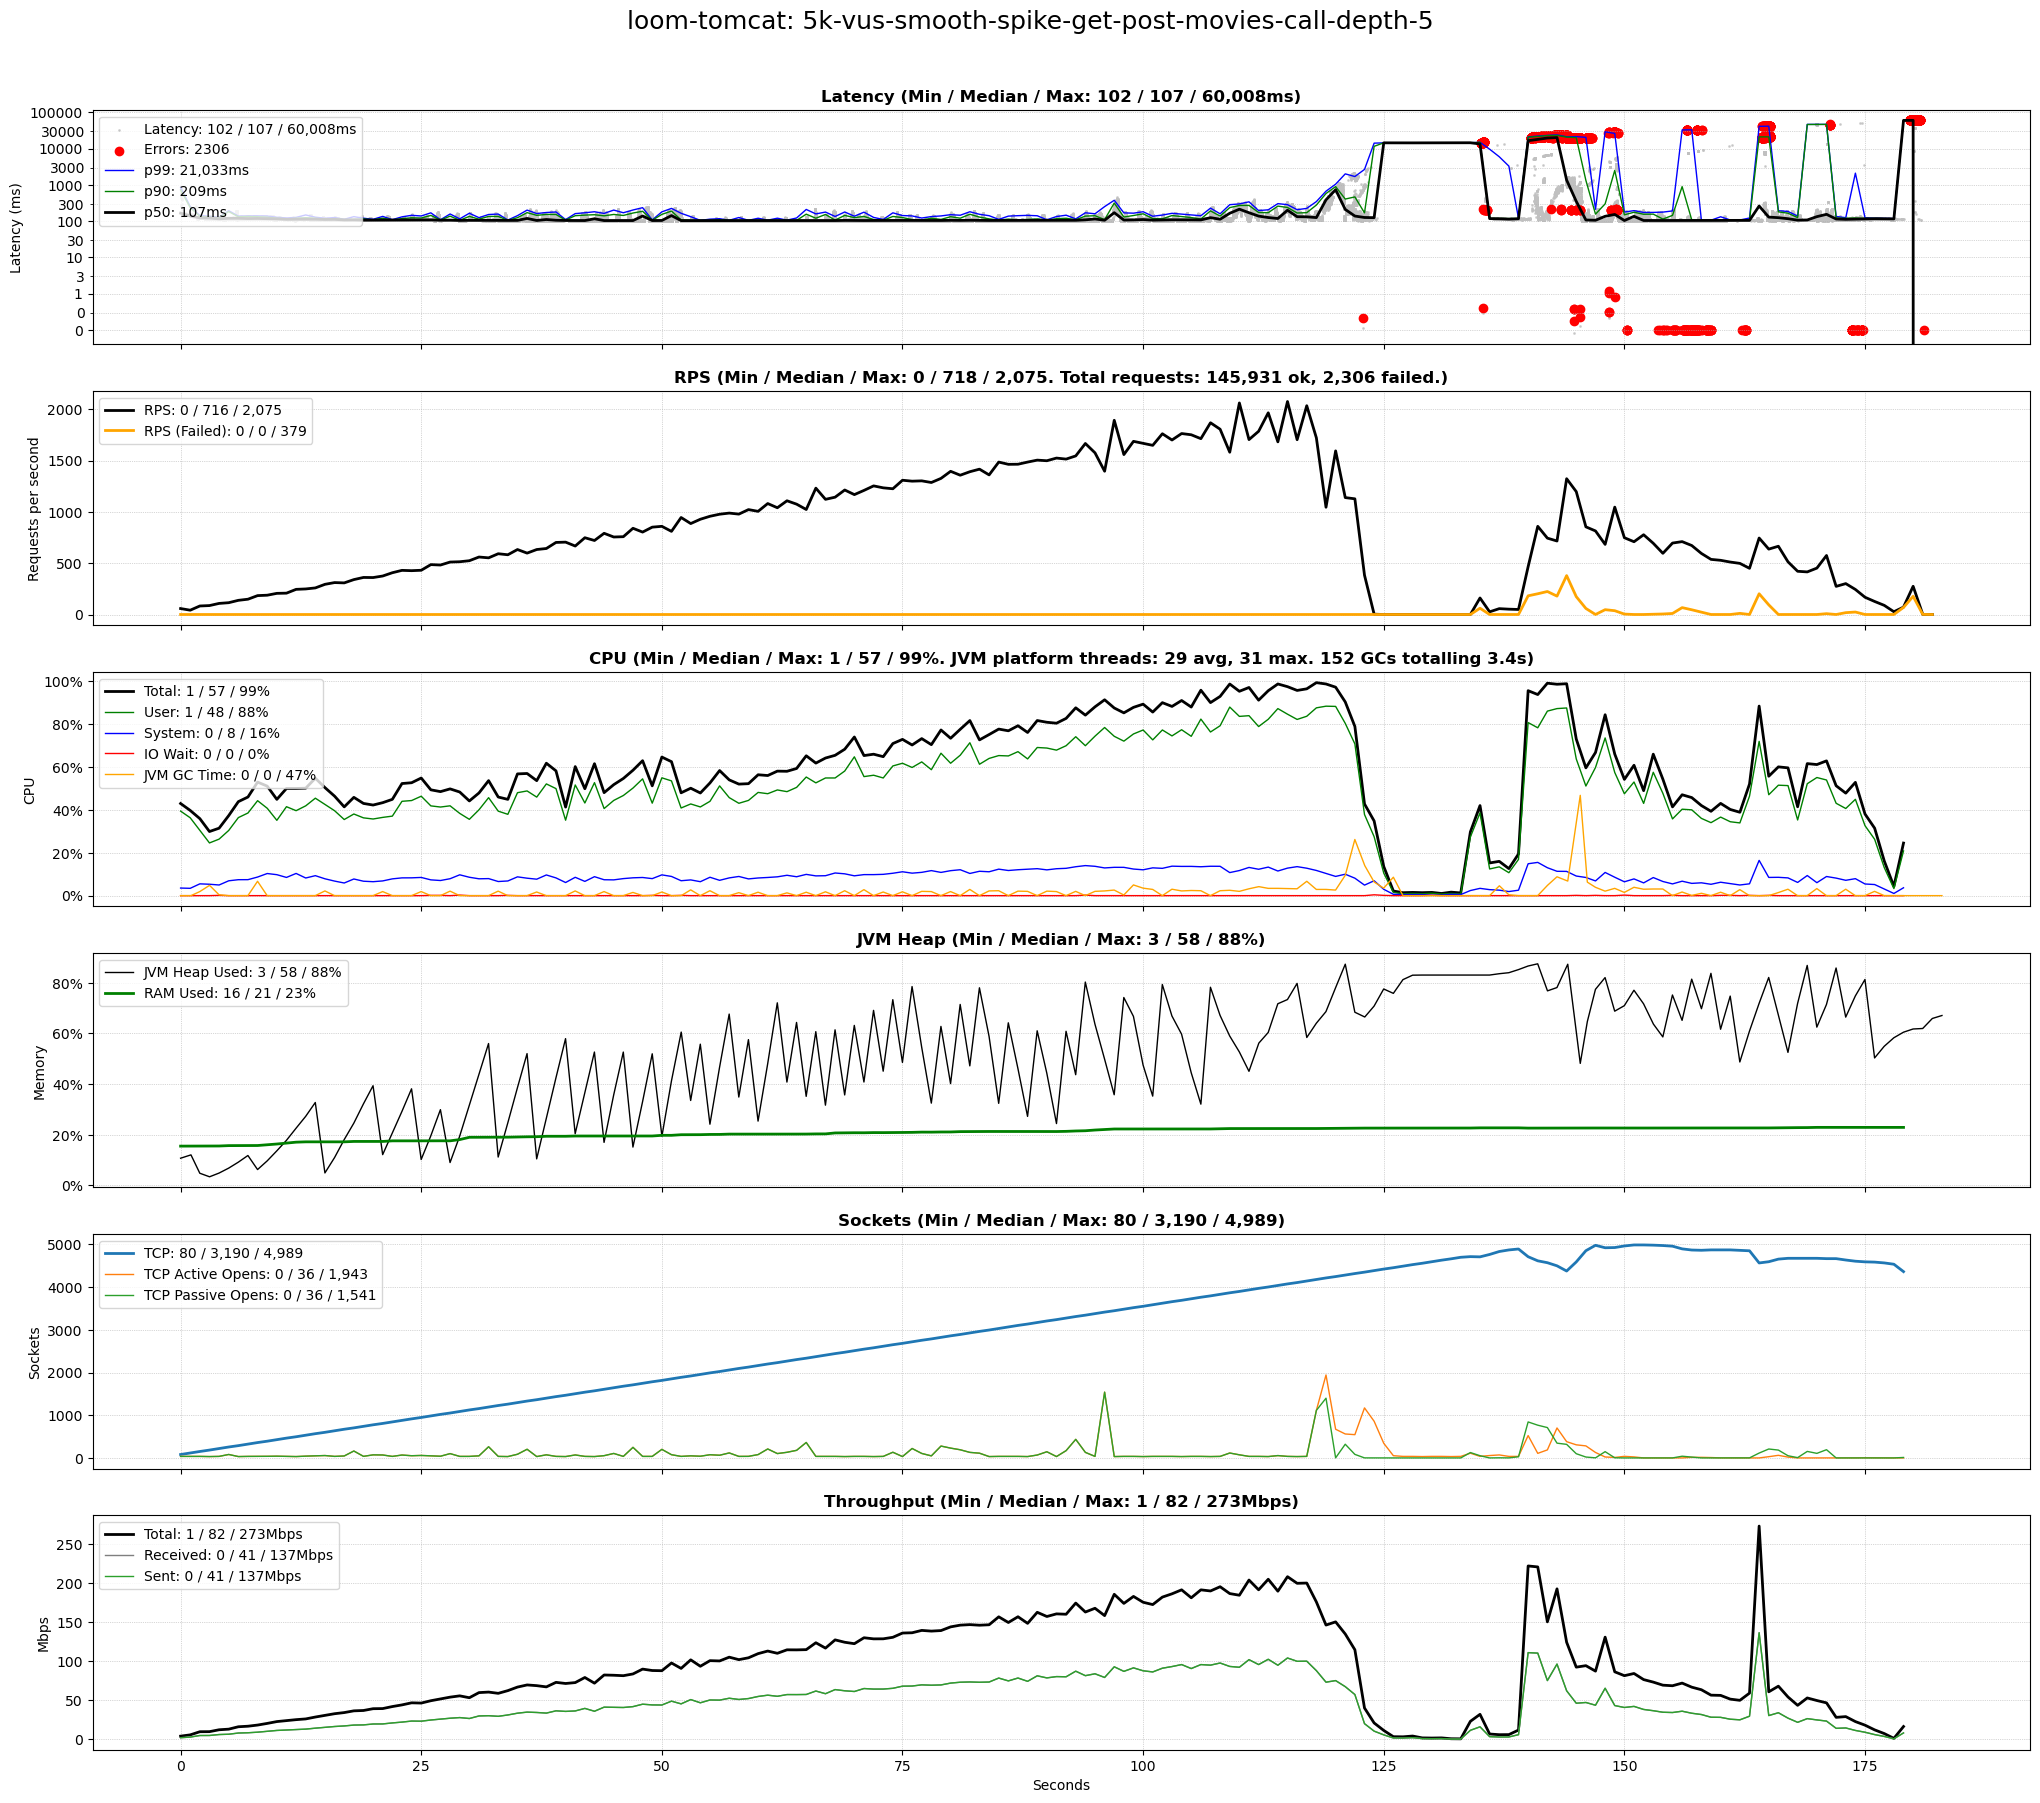 loom-tomcat: 5k-vus-smooth-spike-get-post-movies-call-depth-5
Latency (Min / Median / Max: 102 / 107 / 60,008ms)
Latency (ms)
100000
30000
10000
3000
1000
300
100
30
10
3
1
0
0
Latency: 102 / 107 / 60,008ms
Errors: 2306
p99: 21,033ms
p90: 209ms
p50: 107ms
RPS (Min / Median / Max: 0 / 718 / 2,075. Total requests: 145,931 ok, 2,306 failed.)
Requests per second
2000
1500
1000
500
0
RPS: 0 / 716 / 2,075
RPS (Failed): 0 / 0 / 379
CPU (Min / Median / Max: 1 / 57 / 99%. JVM platform threads: 29 avg, 31 max. 152 GCs totalling 3.4s)
CPU
100%
80%
60%
40%
20%
0%
Total: 1 / 57 / 99%
User: 1 / 48 / 88%
System: 0 / 8 / 16%
IO Wait: 0 / 0 / 0%
JVM GC Time: 0 / 0 / 47%
JVM Heap (Min / Median / Max: 3 / 58 / 88%)
Memory
80%
60%
40%
20%
0%
JVM Heap Used: 3 / 58 / 88%
RAM Used: 16 / 21 / 23%
Sockets (Min / Median / Max: 80 / 3,190 / 4,989)
Sockets
5000
4000
3000
2000
1000
0
TCP: 80 / 3,190 / 4,989
TCP Active Opens: 0 / 36 / 1,943
TCP Passive Opens: 0 / 36 / 1,541
Throughput (Min / Median / Max: 1 / 82 / 273Mbps)
Mbps
250
200
150
100
50
0
Total: 1 / 82 / 273Mbps
Received: 0 / 41 / 137Mbps
Sent: 0 / 41 / 137Mbps
0 25 50 75 100 125 150 175
Seconds